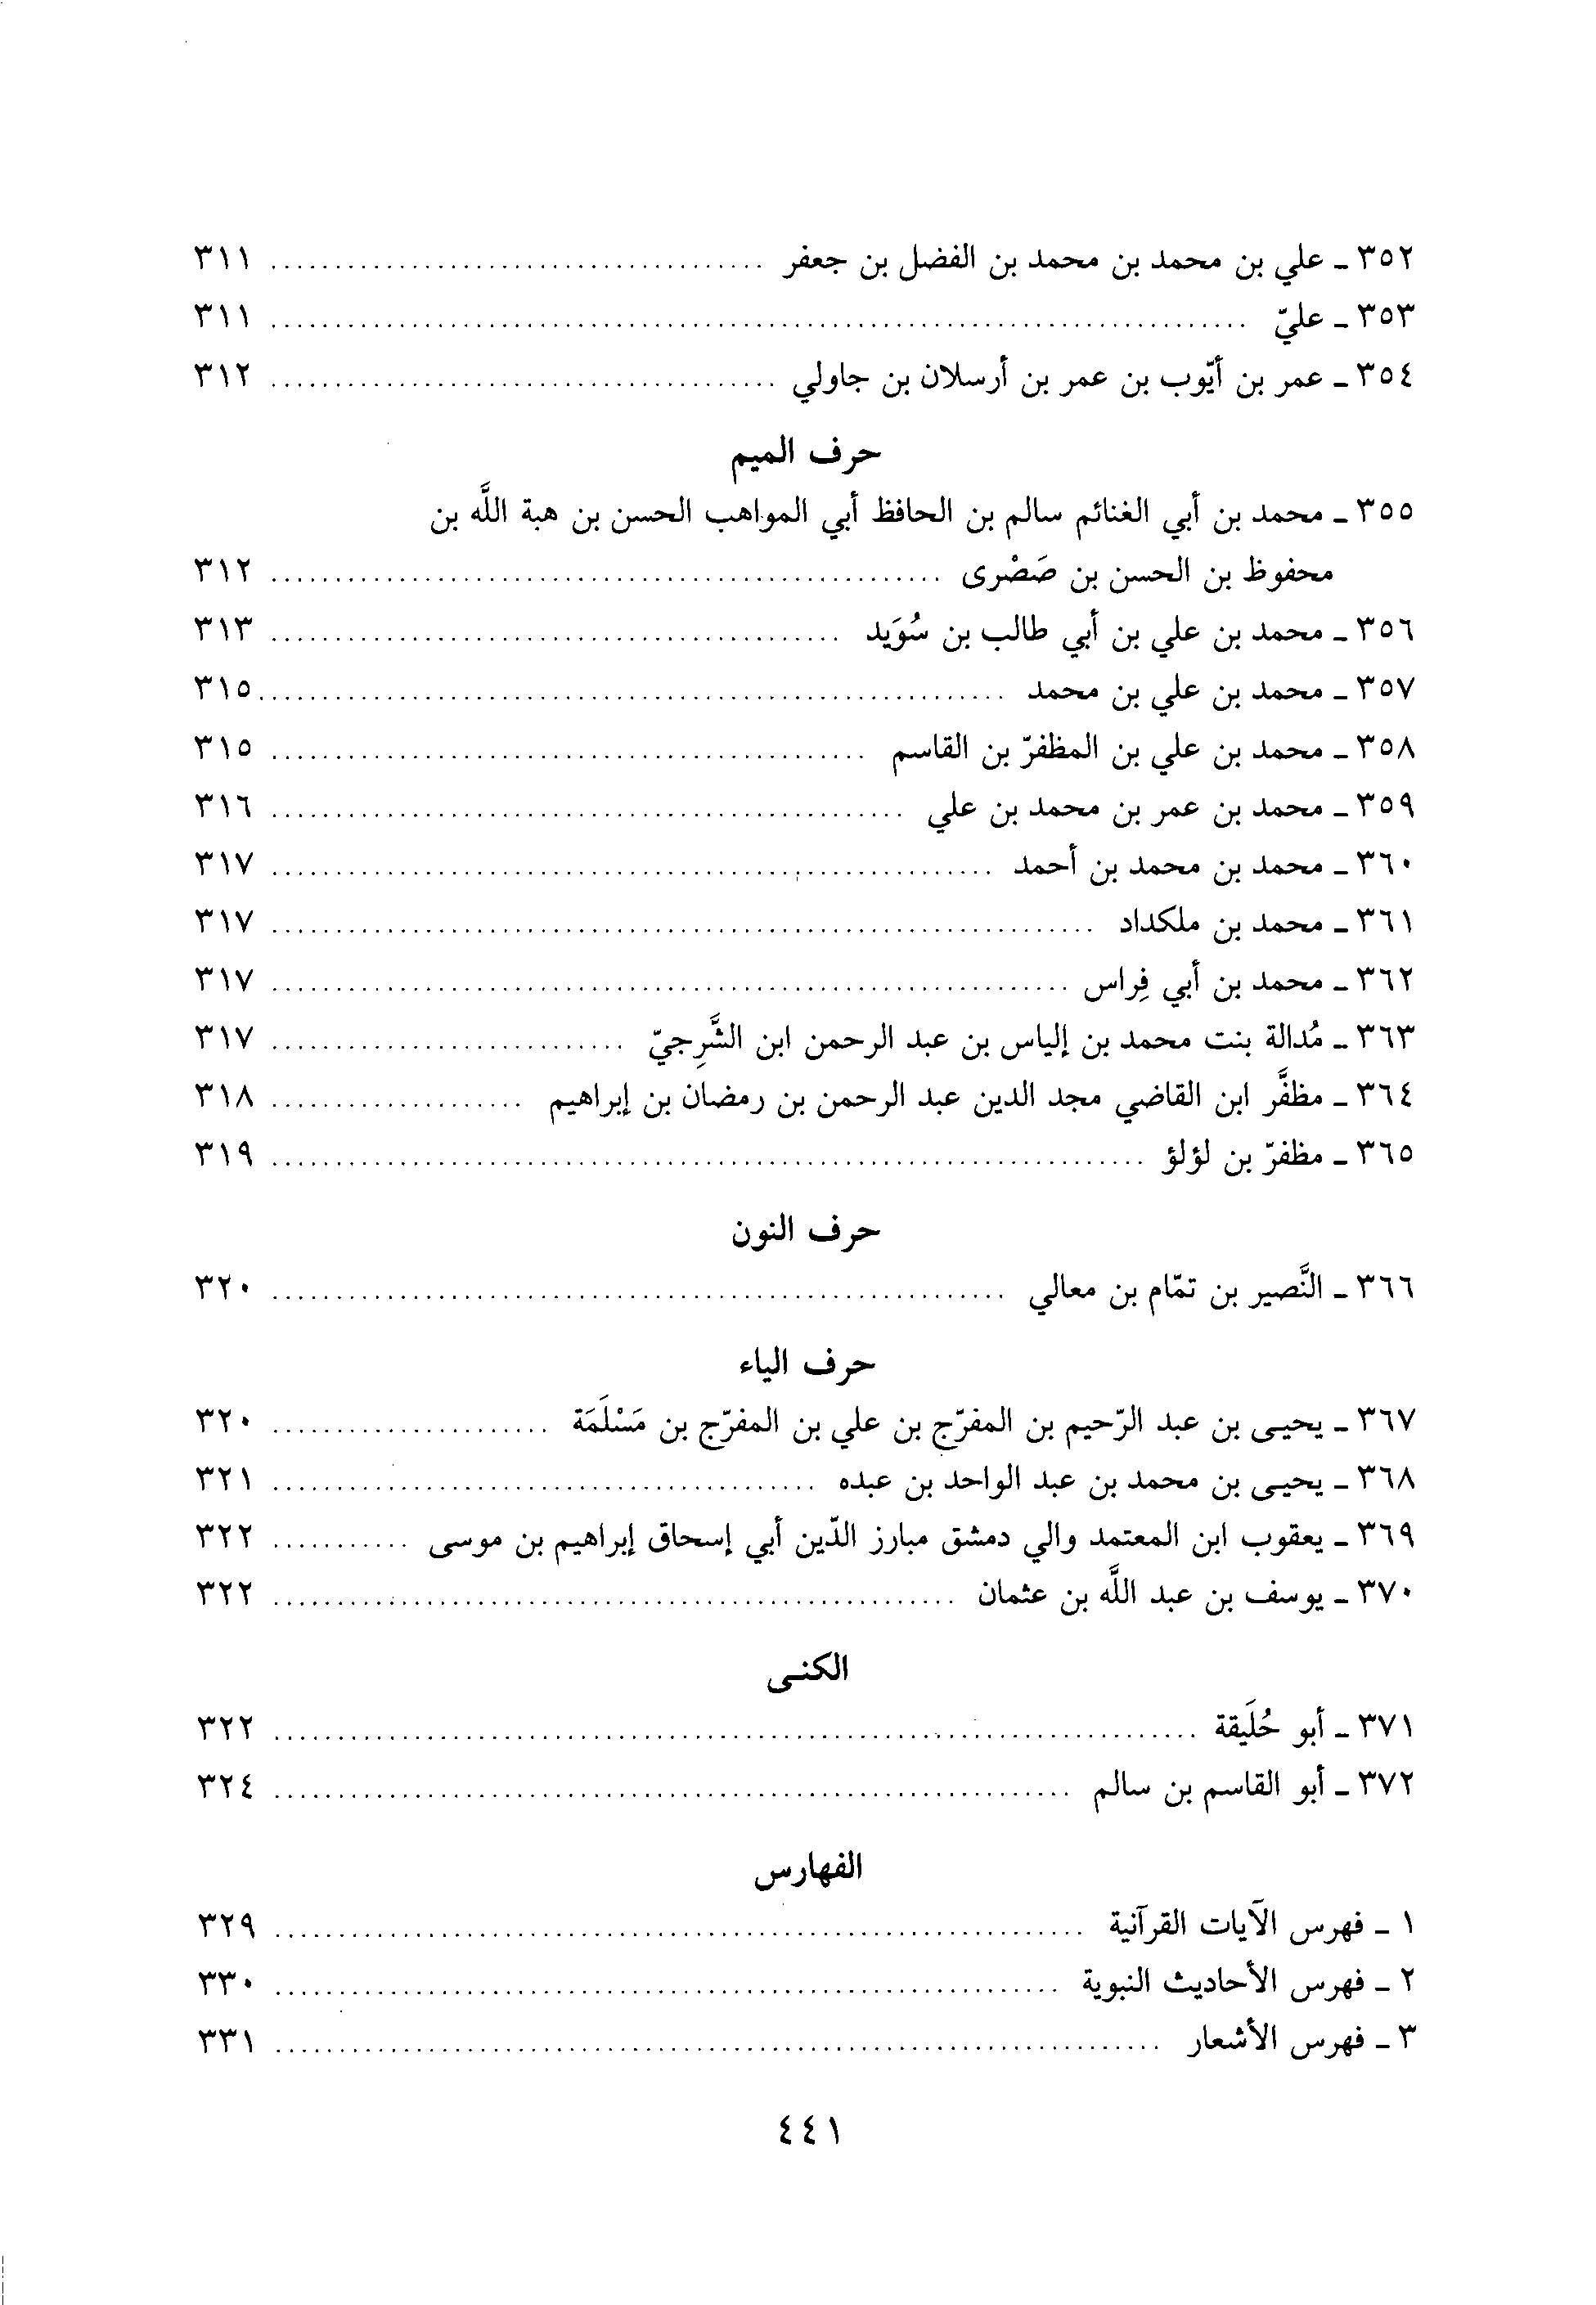 ٣٥٢ ـ علي بن محمد بن محمد بن الفضل بن جعفر ........ ٣١١
٣٥٣ ـ عليّ ........ ٣١١
٣٥٤ ـ عمر بن أيّوب بن عمر بن أرسلان بن جاولي ........ ٣١٢
حرف الميم
٣٥٥ ـ محمد بن أبي الغنائم سالم بن الحافظ أبي المواهب الحسن بن هبة اللَّه بن
محفوظ بن الحسن بن صَصْرى ........ ٣١٢
٣٥٦ ـ محمد بن علي بن أبي طالب بن سُوَيد ........ ٣١٣
٣٥٧ ـ محمد بن علي بن محمد ........ ٣١٥
٣٥٨ ـ محمد بن علي بن المظفرّ بن القاسم ........ ٣١٥
٣٥٩ ـ محمد بن عمر بن محمد بن علي ........ ٣١٦
٣٦٠ ـ محمد بن محمد بن أحمد ........ ٣١٧
٣٦١ ـ محمد بن ملكداد ........ ٣١٧
٣٦٢ ـ محمد بن أبي فِراس ........ ٣١٧
٣٦٣ ـ مُدالة بنت محمد بن إلياس بن عبد الرحمن ابن الشَّرِجيّ ........ ٣١٧
٣٦٤ ـ مظفَّر ابن القاضي مجد الدين عبد الرحمن بن رمضان بن إبراهيم ........ ٣١٨
٣٦٥ ـ مظفرّ بن لؤلؤ ........ ٣١٩
حرف النون
٣٦٦ ـ النَّصير بن تمّام بن معالي ........ ٣٢٠
حرف الياء
٣٦٧ ـ يحيى بن عبد الرّحيم بن المفرّج بن علي بن المفرّج بن مَسْلَمَة ........ ٣٢٠
٣٦٨ ـ يحيى بن محمد بن عبد الواحد بن عبده ........ ٣٢١
٣٦٩ ـ يعقوب ابن المعتمد والي دمشق مبارز الدّين أبي إسحاق إبراهيم بن موسى ........ ٣٢٢
٣٧٠ ـ يوسف بن عبد اللَّه بن عثمان ........ ٣٢٢
الكنـى
٣٧١ ـ أبو حُلَيقة ........ ٣٢٢
٣٧٢ ـ أبو القاسم بن سالم ........ ٣٢٤
الفهارس
١ ـ فهرس الآيات القرآنية ........ ٣٢٩
٢ ـ فهرس الأحاديث النبوية ........ ٣٣٠
٣ ـ فهرس الأشعار ........ ٣٣١
٤٤١